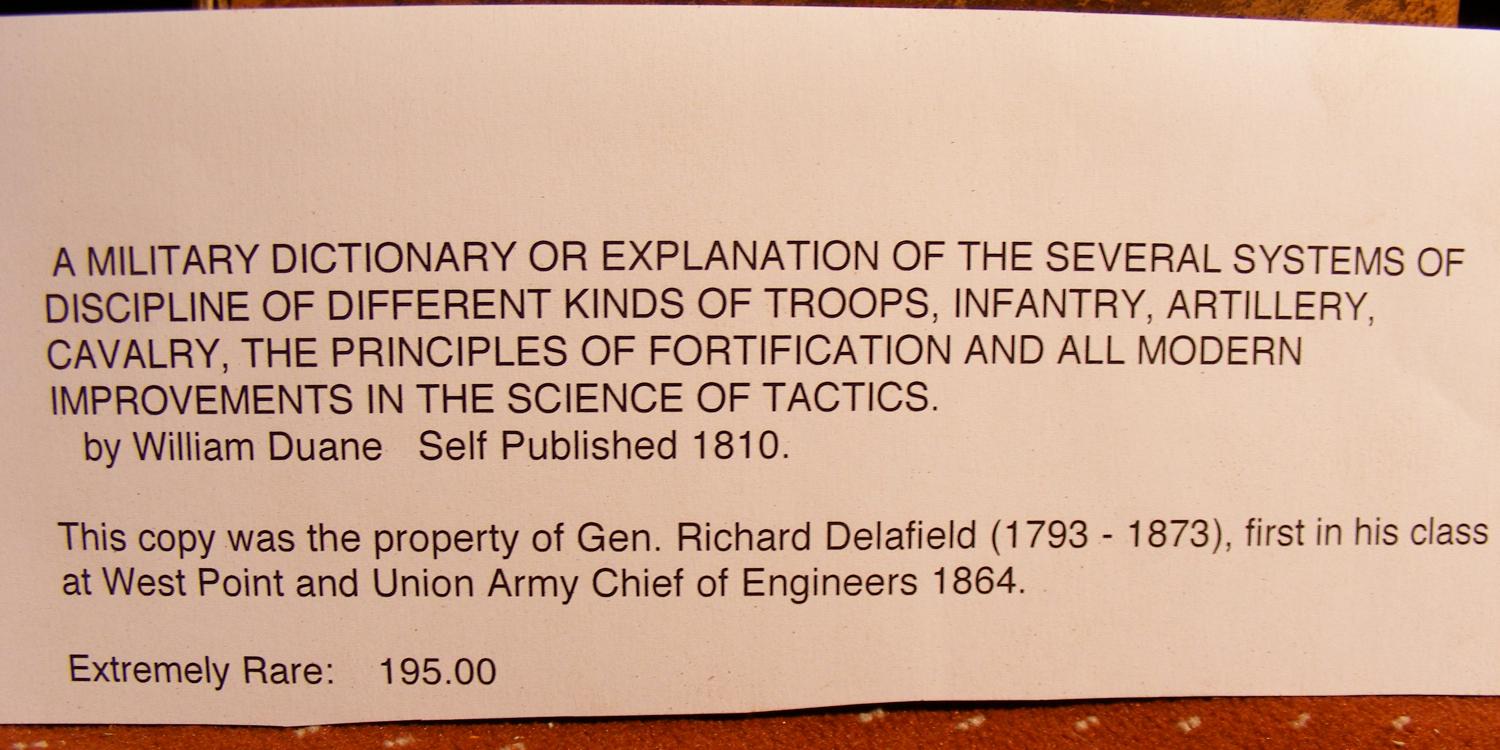 A MILITARY DICTIONARY OR EXPLANATION OF THE SEVERAL SYSTEMS OF
DISCIPLINE OF DIFFERENT KINDS OF TROOPS, INFANTRY, ARTILLERY,
CAVALRY, THE PRINCIPLES OF FORTIFICATION AND ALL MODERN
IMPROVEMENTS IN THE SCIENCE OF TACTICS.
by William Duane Self Published 1810.
This copy was the property of Gen. Richard Delafield (1793 - 1873), first in his class
at West Point and Union Army Chief of Engineers 1864.
Extremely Rare: 195.00